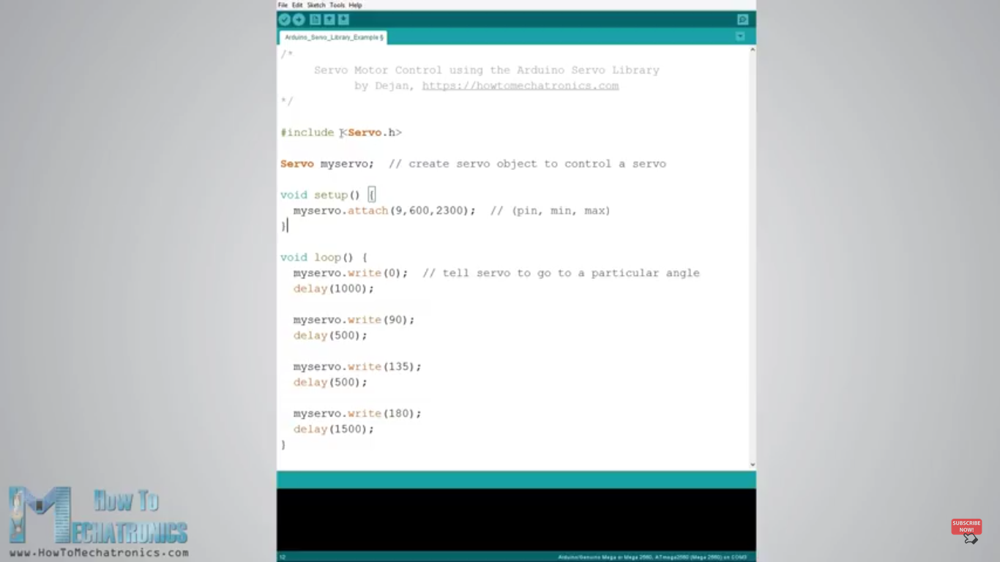 File Edit Sketch Tools Help
Arduino_Servo_Library_Example §
/*
Servo Motor Control using the Arduino Servo Library
by Dejan, https://howtomechatronics.com
*/
#include <Servo.h>
Servo myservo;  // create servo object to control a servo
void setup() {
myservo.attach(9,600,2300);  // (pin, min, max)
}
void loop() {
myservo.write(0);  // tell servo to go to a particular angle
delay(1000);
myservo.write(90);
delay(500);
myservo.write(135);
delay(500);
myservo.write(180);
delay(1500);
}
How To
MECHATRONICS
www.HowToMechatronics.com
SUBSCRIBE
NOW!
12 Arduino/Genuino Mega or Mega 2560, ATmega2560 (Mega 2560) on COM3